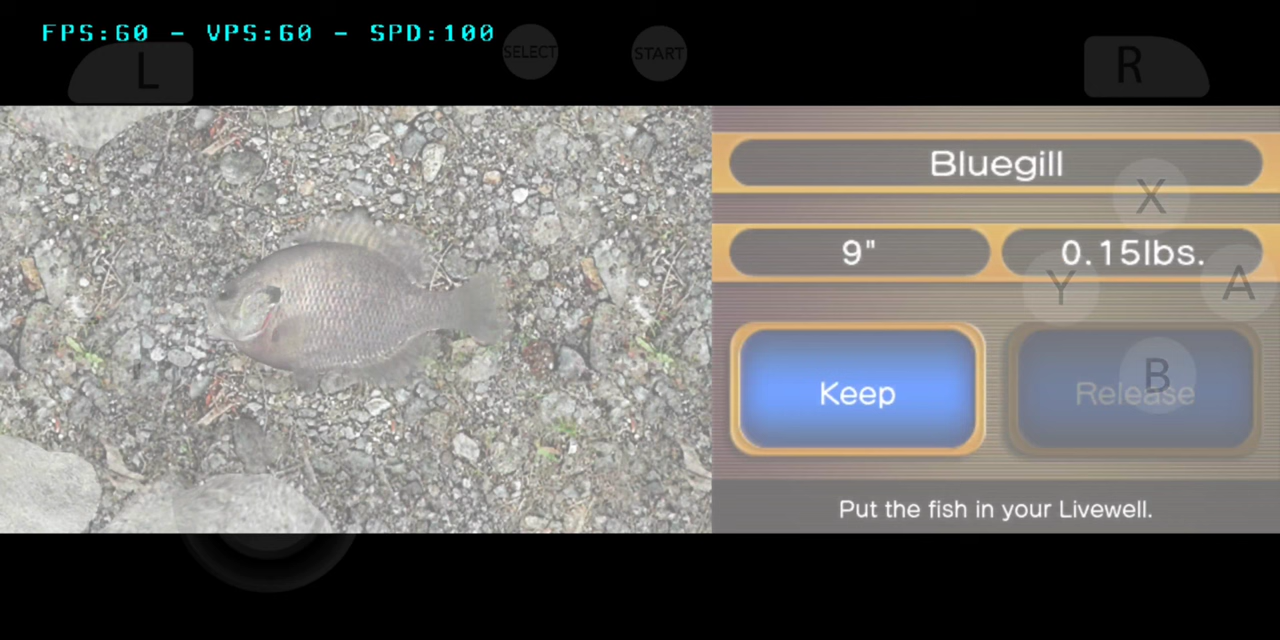 FPS:60 - VPS:60 - SPD:100
L
SELECT
START
R
Bluegill
X
9"
0.15lbs.
Y
A
Keep
Release
B
Put the fish in your Livewell.